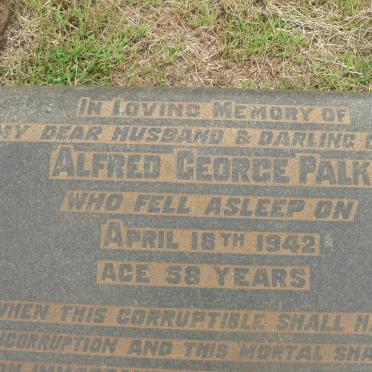 In Loving Memory of
my dear husband & darling
Alfred George Palk
who fell asleep on
April 18th 1942
Age 58 years
when this corruptible shall
incorruption and this mortal